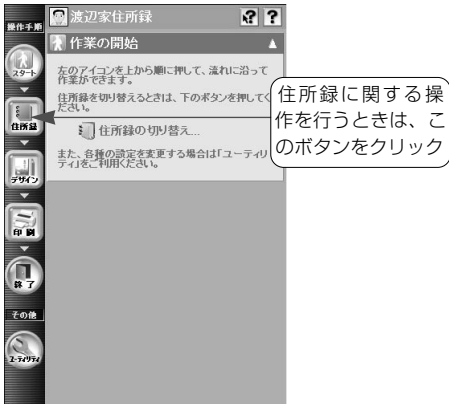 操作手順
渡辺家住所録
?
?
作業の開始
スタート
左のアイコンを上から順に押して、流れに沿って
作業ができます。
住所録を切り替えるときは、下のボタンを押してく
ださい。
住所録
住所録の切り替え...
また、各種の設定を変更する場合は「ユーティリ
ティ」をご利用ください。
デザイン
印刷
終了
その他
ユーティリティ
住所録に関する操
作を行うときは、こ
のボタンをクリック